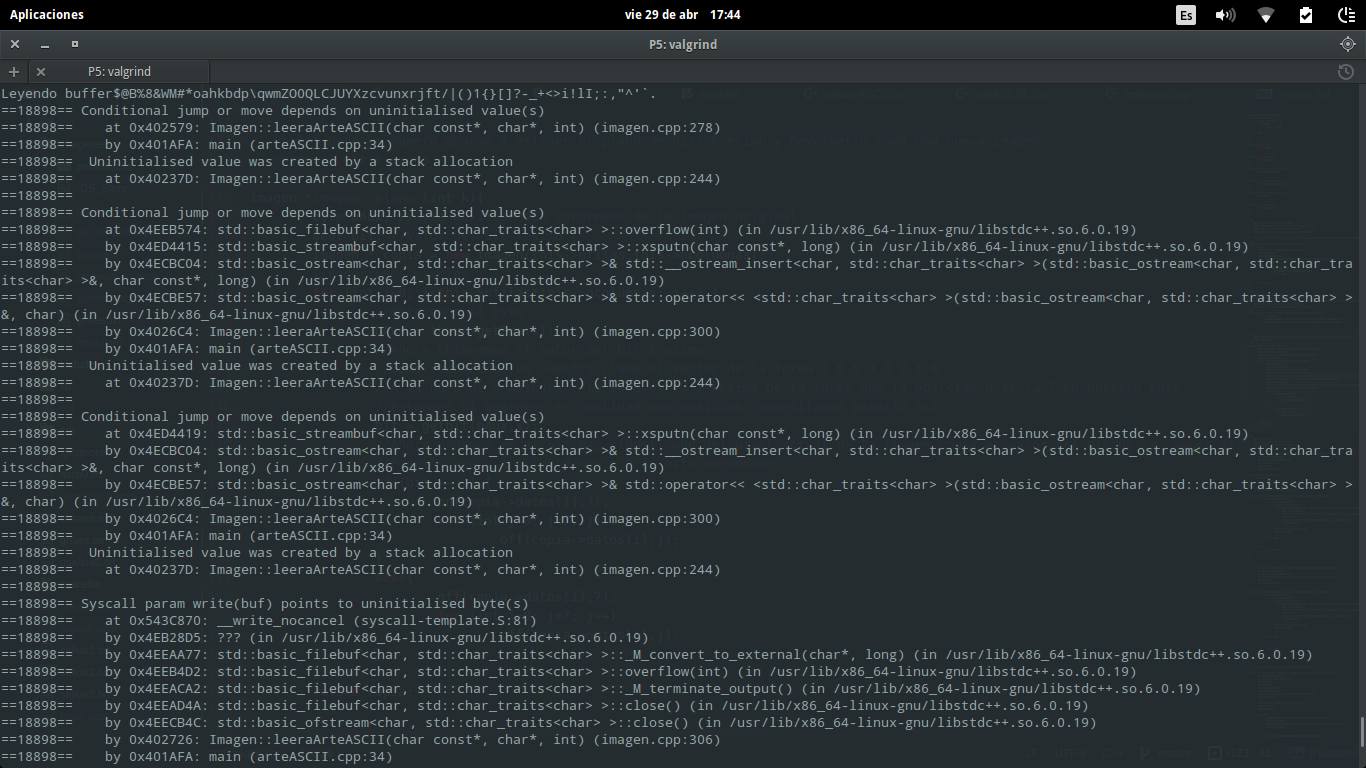 Aplicaciones
vie 29 de abr 17:44
Es
P5: valgrind
P5: valgrind
Leyendo buffer$@B%8&WM#*oahkbdp\qwmZO0QLCJUYXzcvunxrjft/|()1{}[]?-_+<>i!lI;:,"^'`.
==18898== Conditional jump or move depends on uninitialised value(s)
==18898==    at 0x402579: Imagen::leeraArteASCII(char const*, char*, int) (imagen.cpp:278)
==18898==    by 0x401AFA: main (arteASCII.cpp:34)
==18898==  Uninitialised value was created by a stack allocation
==18898==    at 0x40237D: Imagen::leeraArteASCII(char const*, char*, int) (imagen.cpp:244)
==18898==
==18898== Conditional jump or move depends on uninitialised value(s)
==18898==    at 0x4EEB574: std::basic_filebuf<char, std::char_traits<char> >::overflow(int) (in /usr/lib/x86_64-linux-gnu/libstdc++.so.6.0.19)
==18898==    by 0x4ED4415: std::basic_streambuf<char, std::char_traits<char> >::xsputn(char const*, long) (in /usr/lib/x86_64-linux-gnu/libstdc++.so.6.0.19)
==18898==    by 0x4ECBC04: std::basic_ostream<char, std::char_traits<char> >& std::__ostream_insert<char, std::char_traits<char> >(std::basic_ostream<char, std::char_tra
its<char> >&, char const*, long) (in /usr/lib/x86_64-linux-gnu/libstdc++.so.6.0.19)
==18898==    by 0x4ECBE57: std::basic_ostream<char, std::char_traits<char> >& std::operator<< <std::char_traits<char> >(std::basic_ostream<char, std::char_traits<char> >
&, char) (in /usr/lib/x86_64-linux-gnu/libstdc++.so.6.0.19)
==18898==    by 0x4026C4: Imagen::leeraArteASCII(char const*, char*, int) (imagen.cpp:300)
==18898==    by 0x401AFA: main (arteASCII.cpp:34)
==18898==  Uninitialised value was created by a stack allocation
==18898==    at 0x40237D: Imagen::leeraArteASCII(char const*, char*, int) (imagen.cpp:244)
==18898==
==18898== Conditional jump or move depends on uninitialised value(s)
==18898==    at 0x4ED4419: std::basic_streambuf<char, std::char_traits<char> >::xsputn(char const*, long) (in /usr/lib/x86_64-linux-gnu/libstdc++.so.6.0.19)
==18898==    by 0x4ECBC04: std::basic_ostream<char, std::char_traits<char> >& std::__ostream_insert<char, std::char_traits<char> >(std::basic_ostream<char, std::char_tra
its<char> >&, char const*, long) (in /usr/lib/x86_64-linux-gnu/libstdc++.so.6.0.19)
==18898==    by 0x4ECBE57: std::basic_ostream<char, std::char_traits<char> >& std::operator<< <std::char_traits<char> >(std::basic_ostream<char, std::char_traits<char> >
&, char) (in /usr/lib/x86_64-linux-gnu/libstdc++.so.6.0.19)
==18898==    by 0x4026C4: Imagen::leeraArteASCII(char const*, char*, int) (imagen.cpp:300)
==18898==    by 0x401AFA: main (arteASCII.cpp:34)
==18898==  Uninitialised value was created by a stack allocation
==18898==    at 0x40237D: Imagen::leeraArteASCII(char const*, char*, int) (imagen.cpp:244)
==18898==
==18898== Syscall param write(buf) points to uninitialised byte(s)
==18898==    at 0x543C870: __write_nocancel (syscall-template.S:81)
==18898==    by 0x4EB28D5: ??? (in /usr/lib/x86_64-linux-gnu/libstdc++.so.6.0.19)
==18898==    by 0x4EEAA77: std::basic_filebuf<char, std::char_traits<char> >::_M_convert_to_external(char*, long) (in /usr/lib/x86_64-linux-gnu/libstdc++.so.6.0.19)
==18898==    by 0x4EEB4D2: std::basic_filebuf<char, std::char_traits<char> >::overflow(int) (in /usr/lib/x86_64-linux-gnu/libstdc++.so.6.0.19)
==18898==    by 0x4EEACA2: std::basic_filebuf<char, std::char_traits<char> >::_M_terminate_output() (in /usr/lib/x86_64-linux-gnu/libstdc++.so.6.0.19)
==18898==    by 0x4EEAD4A: std::basic_filebuf<char, std::char_traits<char> >::close() (in /usr/lib/x86_64-linux-gnu/libstdc++.so.6.0.19)
==18898==    by 0x4EECB4C: std::basic_ofstream<char, std::char_traits<char> >::close() (in /usr/lib/x86_64-linux-gnu/libstdc++.so.6.0.19)
==18898==    by 0x402726: Imagen::leeraArteASCII(char const*, char*, int) (imagen.cpp:306)
==18898==    by 0x401AFA: main (arteASCII.cpp:34)